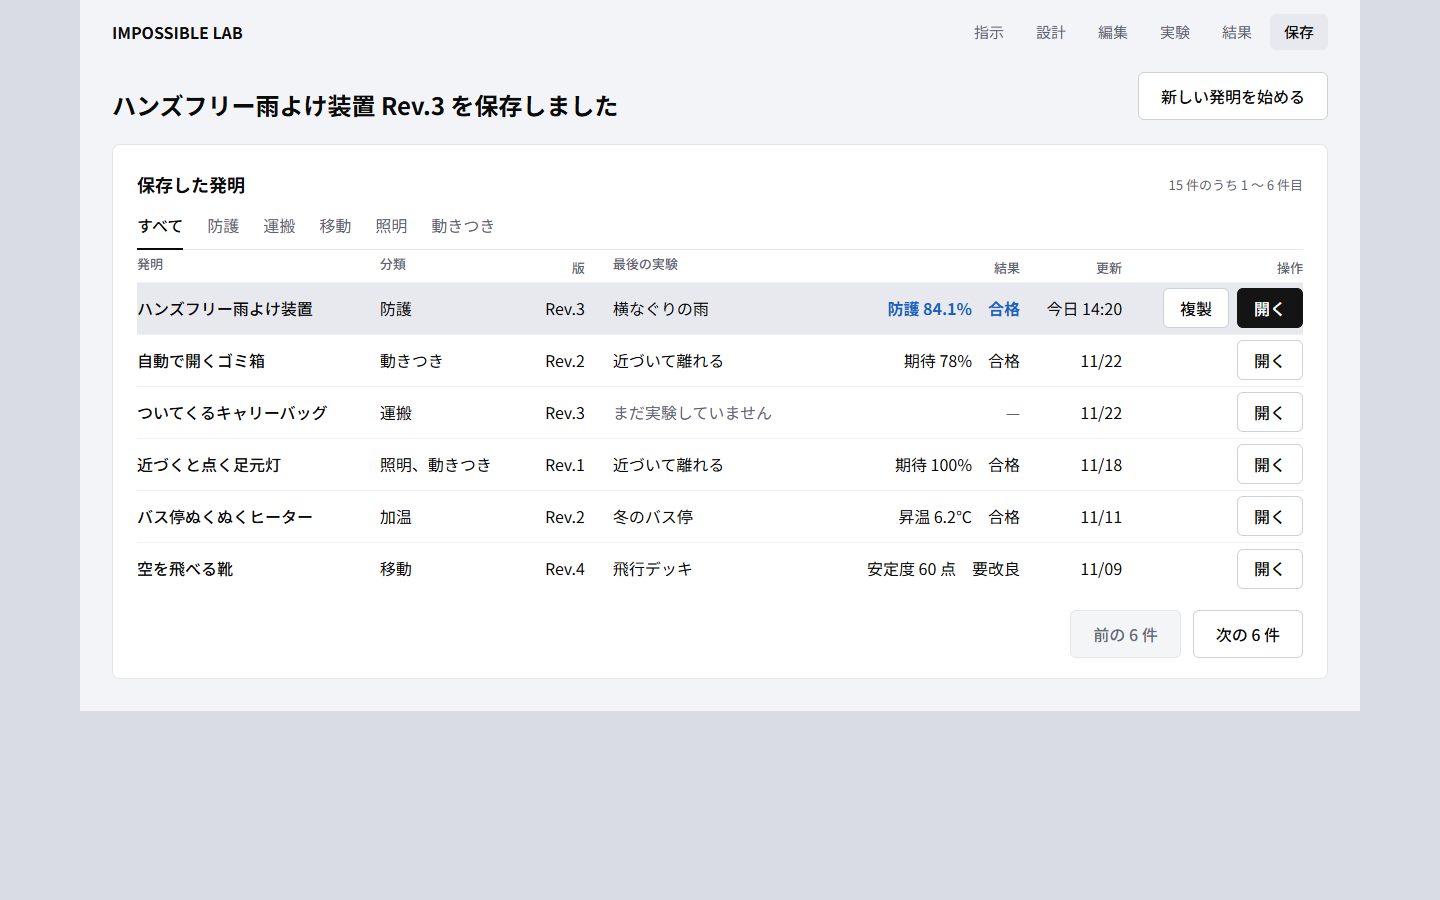 IMPOSSIBLE LAB 指示 設計 編集 実験 結果 保存
ハンズフリー雨よけ装置 Rev.3 を保存しました 新しい発明を始める
保存した発明 15 件のうち 1 〜 6 件目
すべて 防護 運搬 移動 照明 動きつき
発明 分類 版 最後の実験 結果 更新 操作
ハンズフリー雨よけ装置 防護 Rev.3 横なぐりの雨 防護 84.1% 合格 今日 14:20 複製 開く
自動で開くゴミ箱 動きつき Rev.2 近づいて離れる 期待 78% 合格 11/22 開く
ついてくるキャリーバッグ 運搬 Rev.3 まだ実験していません — 11/22 開く
近づくと点く足元灯 照明、動きつき Rev.1 近づいて離れる 期待 100% 合格 11/18 開く
バス停ぬくぬくヒーター 加温 Rev.2 冬のバス停 昇温 6.2°C 合格 11/11 開く
空を飛べる靴 移動 Rev.4 飛行デッキ 安定度 60 点 要改良 11/09 開く
前の 6 件 次の 6 件